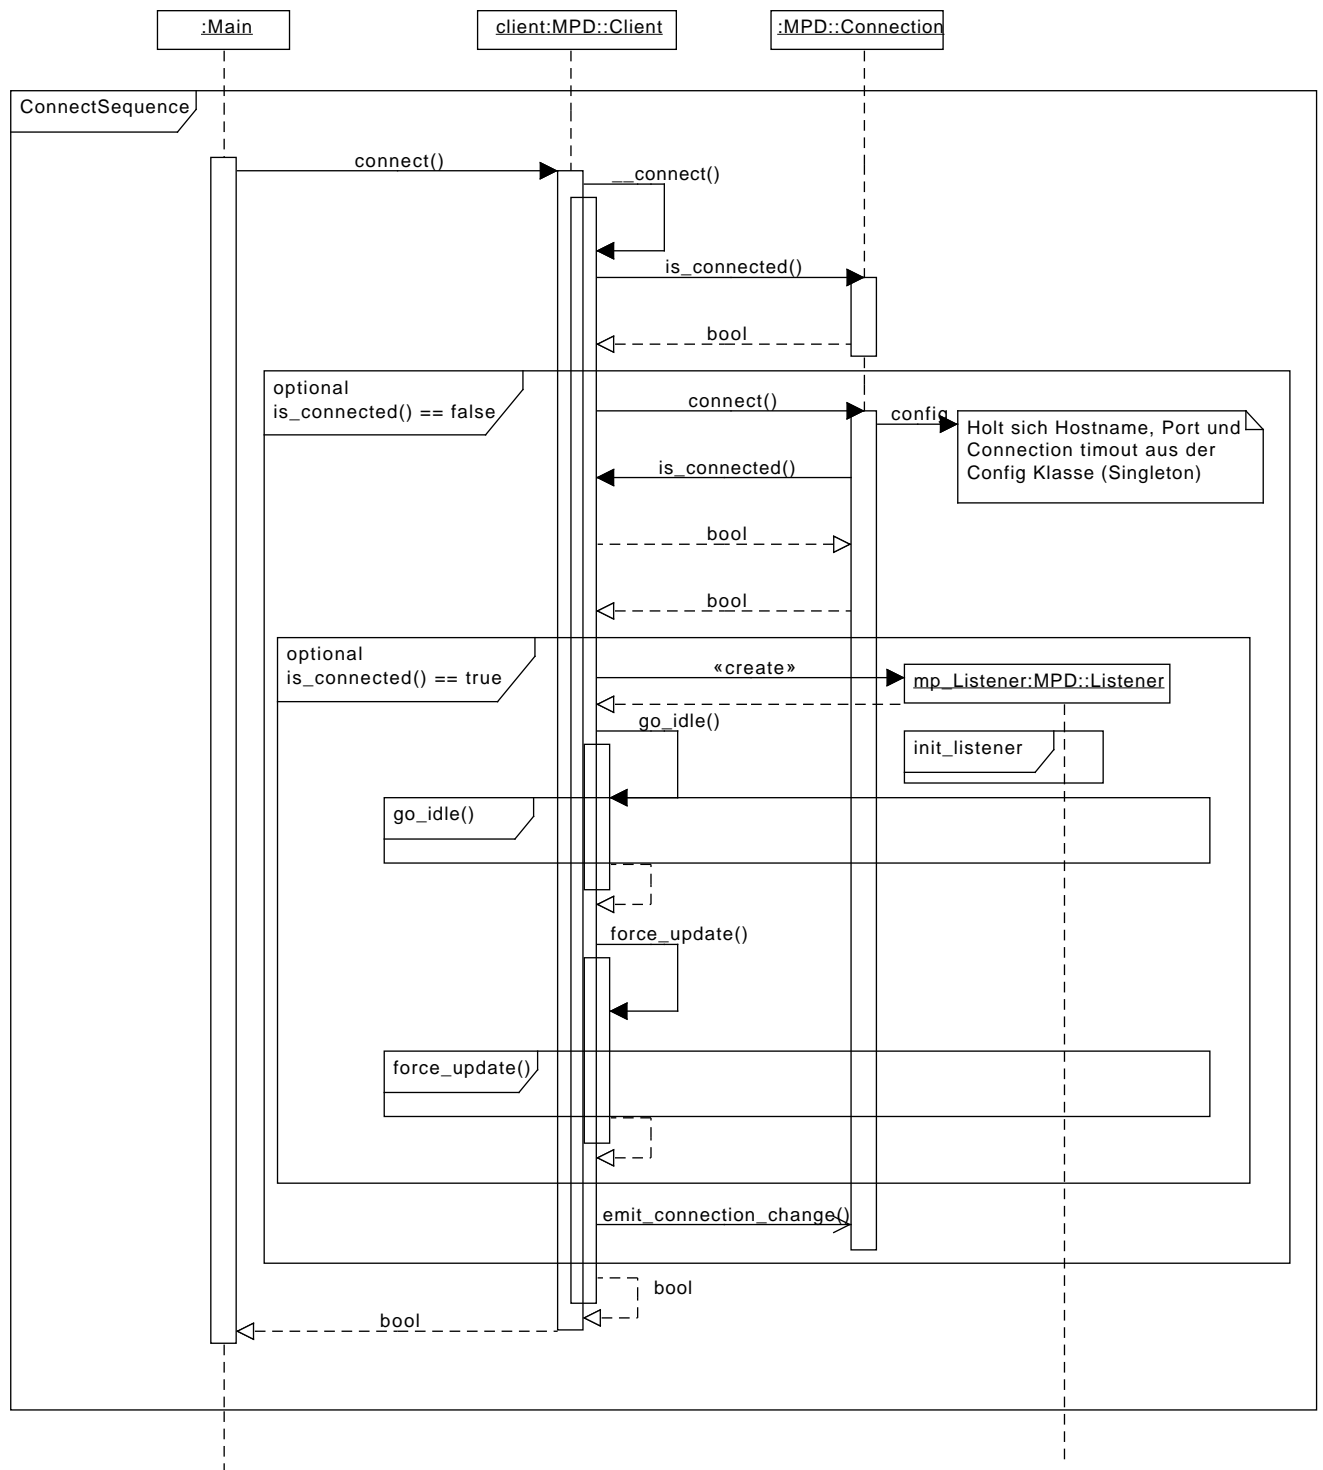 :Main
client:MPD::Client
:MPD::Connection
ConnectSequence
connect()
__connect()
is_connected()
bool
optional
is_connected() == false
connect()
config
Holt sich Hostname, Port und
Connection timout aus der
Config Klasse (Singleton)
is_connected()
bool
bool
optional
is_connected() == true
«create»
mp_Listener:MPD::Listener
go_idle()
init_listener
go_idle()
force_update()
force_update()
emit_connection_change()
bool
bool